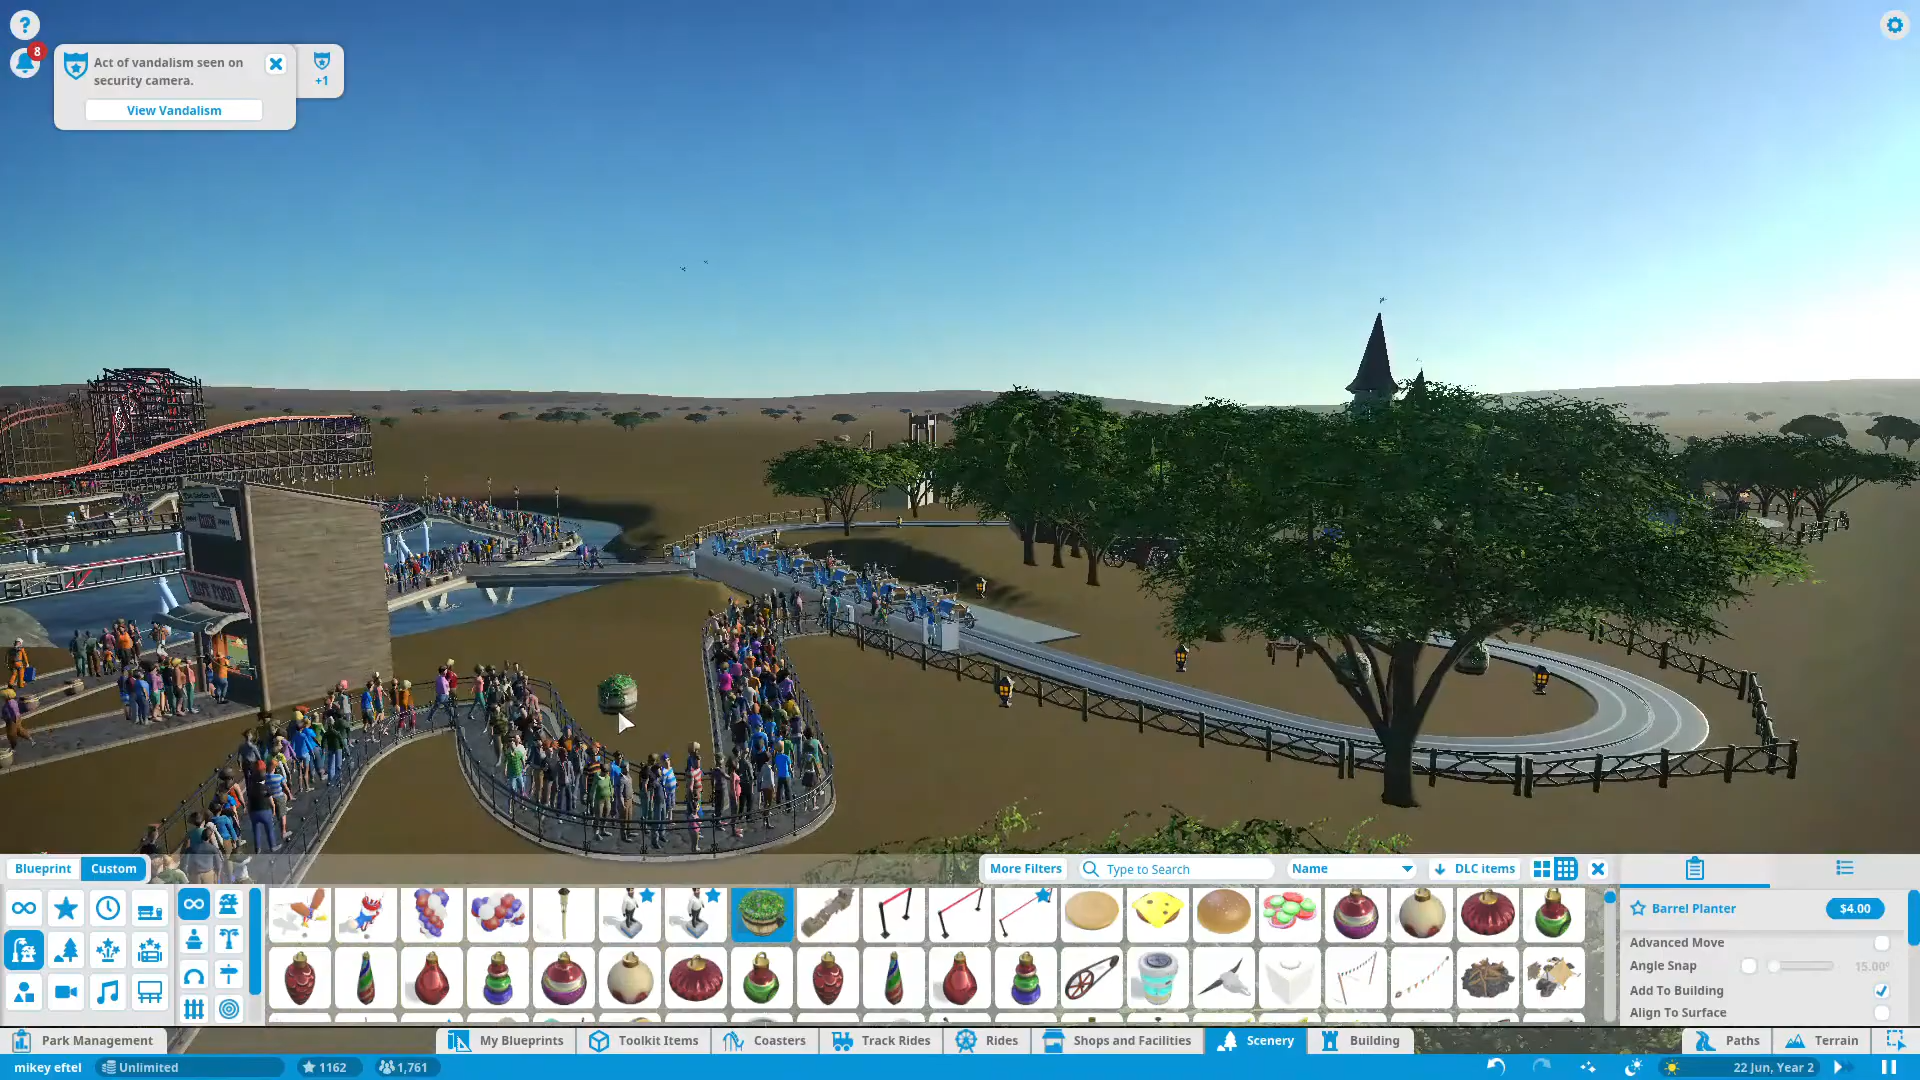 ?
8
Act of vandalism seen on
security camera.
View Vandalism
+1
HOT FOOD
Blueprint
Custom
More Filters
Type to Search
Name
DLC items
Barrel Planter
$4.00
Advanced Move
Angle Snap
15.00°
Add To Building
Align To Surface
Park Management
My Blueprints
Toolkit Items
Coasters
Track Rides
Rides
Shops and Facilities
Scenery
Building
Paths
Terrain
mikey eftel
Unlimited
1162
1,761
22 Jun, Year 2